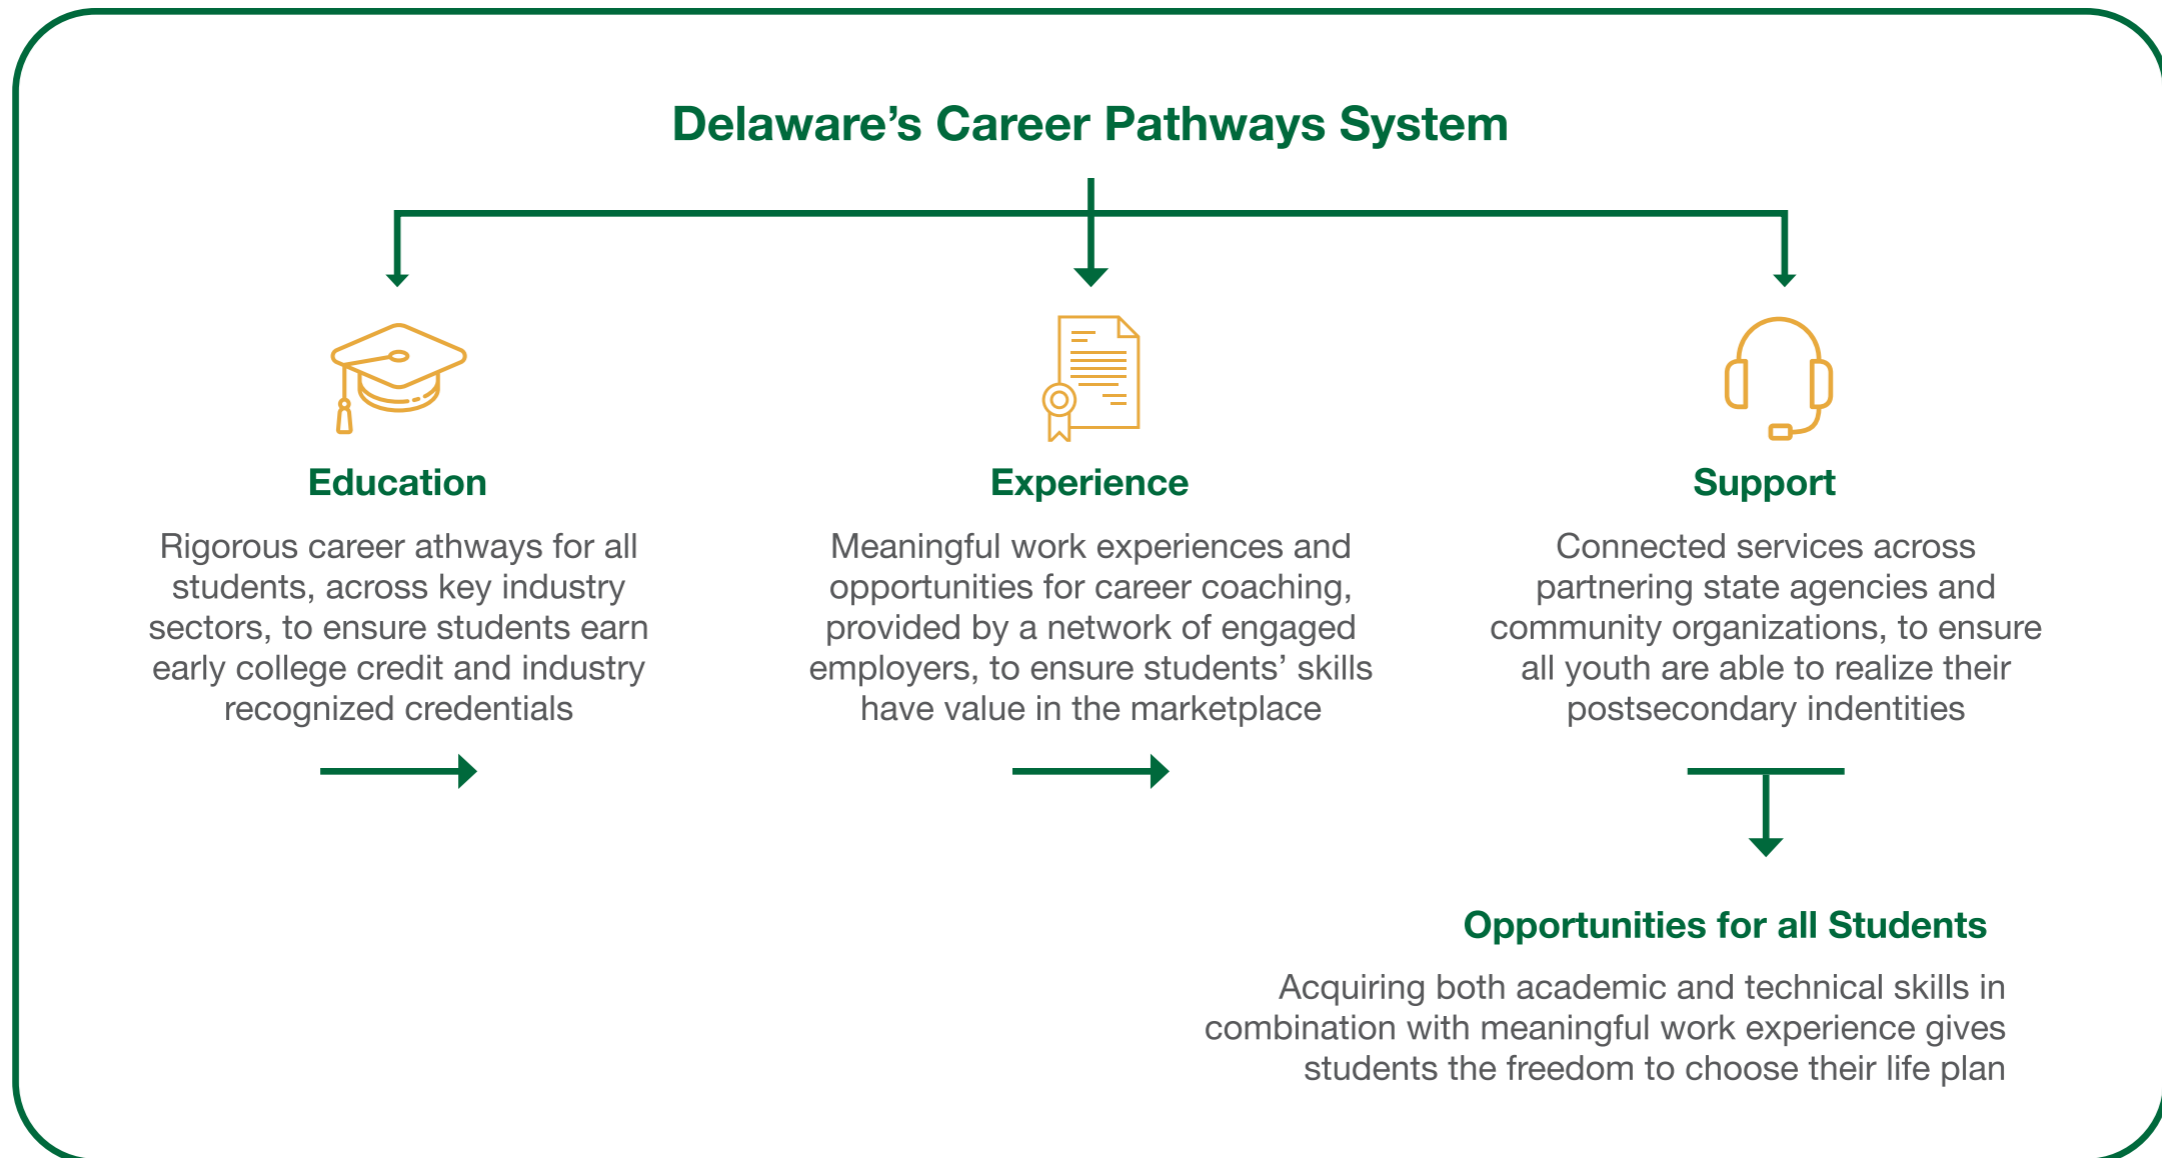 Delaware’s Career Pathways System
Education
Rigorous career athways for all
students, across key industry
sectors, to ensure students earn
early college credit and industry
recognized credentials
Experience
Meaningful work experiences and
opportunities for career coaching,
provided by a network of engaged
employers, to ensure students’ skills
have value in the marketplace
Support
Connected services across
partnering state agencies and
community organizations, to ensure
all youth are able to realize their
postsecondary indentities
Opportunities for all Students
Acquiring both academic and technical skills in
combination with meaningful work experience gives
students the freedom to choose their life plan